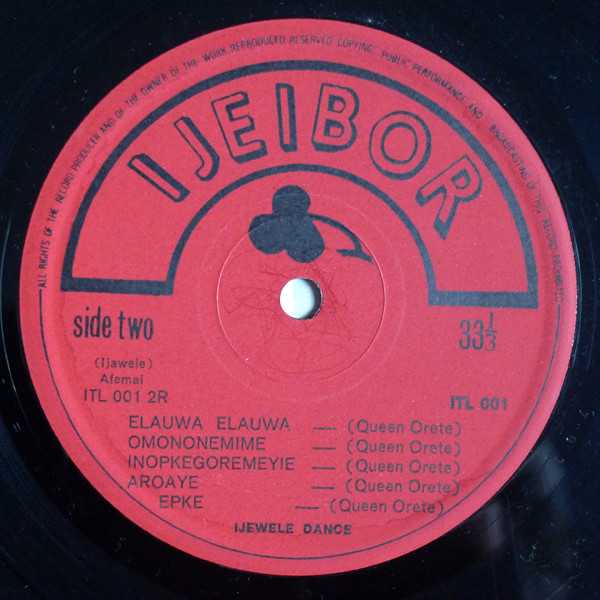 ALL RIGHTS OF THE RECORD PRODUCER AND OF THE OWNER OF THE WORK REPRODUCED RESERVED COPYING, PUBLIC PERFORMANCE AND BROADCASTING OF THIS RECORD PROHIBITED
IJEIBOR
side two
33 1/3
(Ijawele)
Afemai
ITL 001 2R
ITL 001
ELAUWA ELAUWA — (Queen Orete)
OMONONEMIME — (Queen Orete)
INOPKEGOREMEYIE — (Queen Orete)
AROAYE — (Queen Orete)
EPKE — (Queen Orete)
IJEWELE DANCE